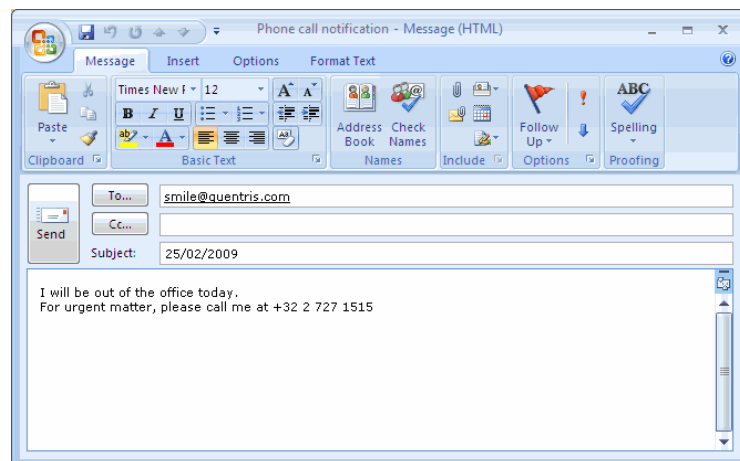 Phone call notification - Message (HTML)
Message Insert Options Format Text
Times New 12
B I U
Paste
Address Book
Check Names
Follow Up
ABC
Spelling
Clipboard Basic Text Names Include Options Proofing
To... smile@quentris.com
Cc...
Send
Subject: 25/02/2009
I will be out of the office today.
For urgent matter, please call me at +32 2 727 1515